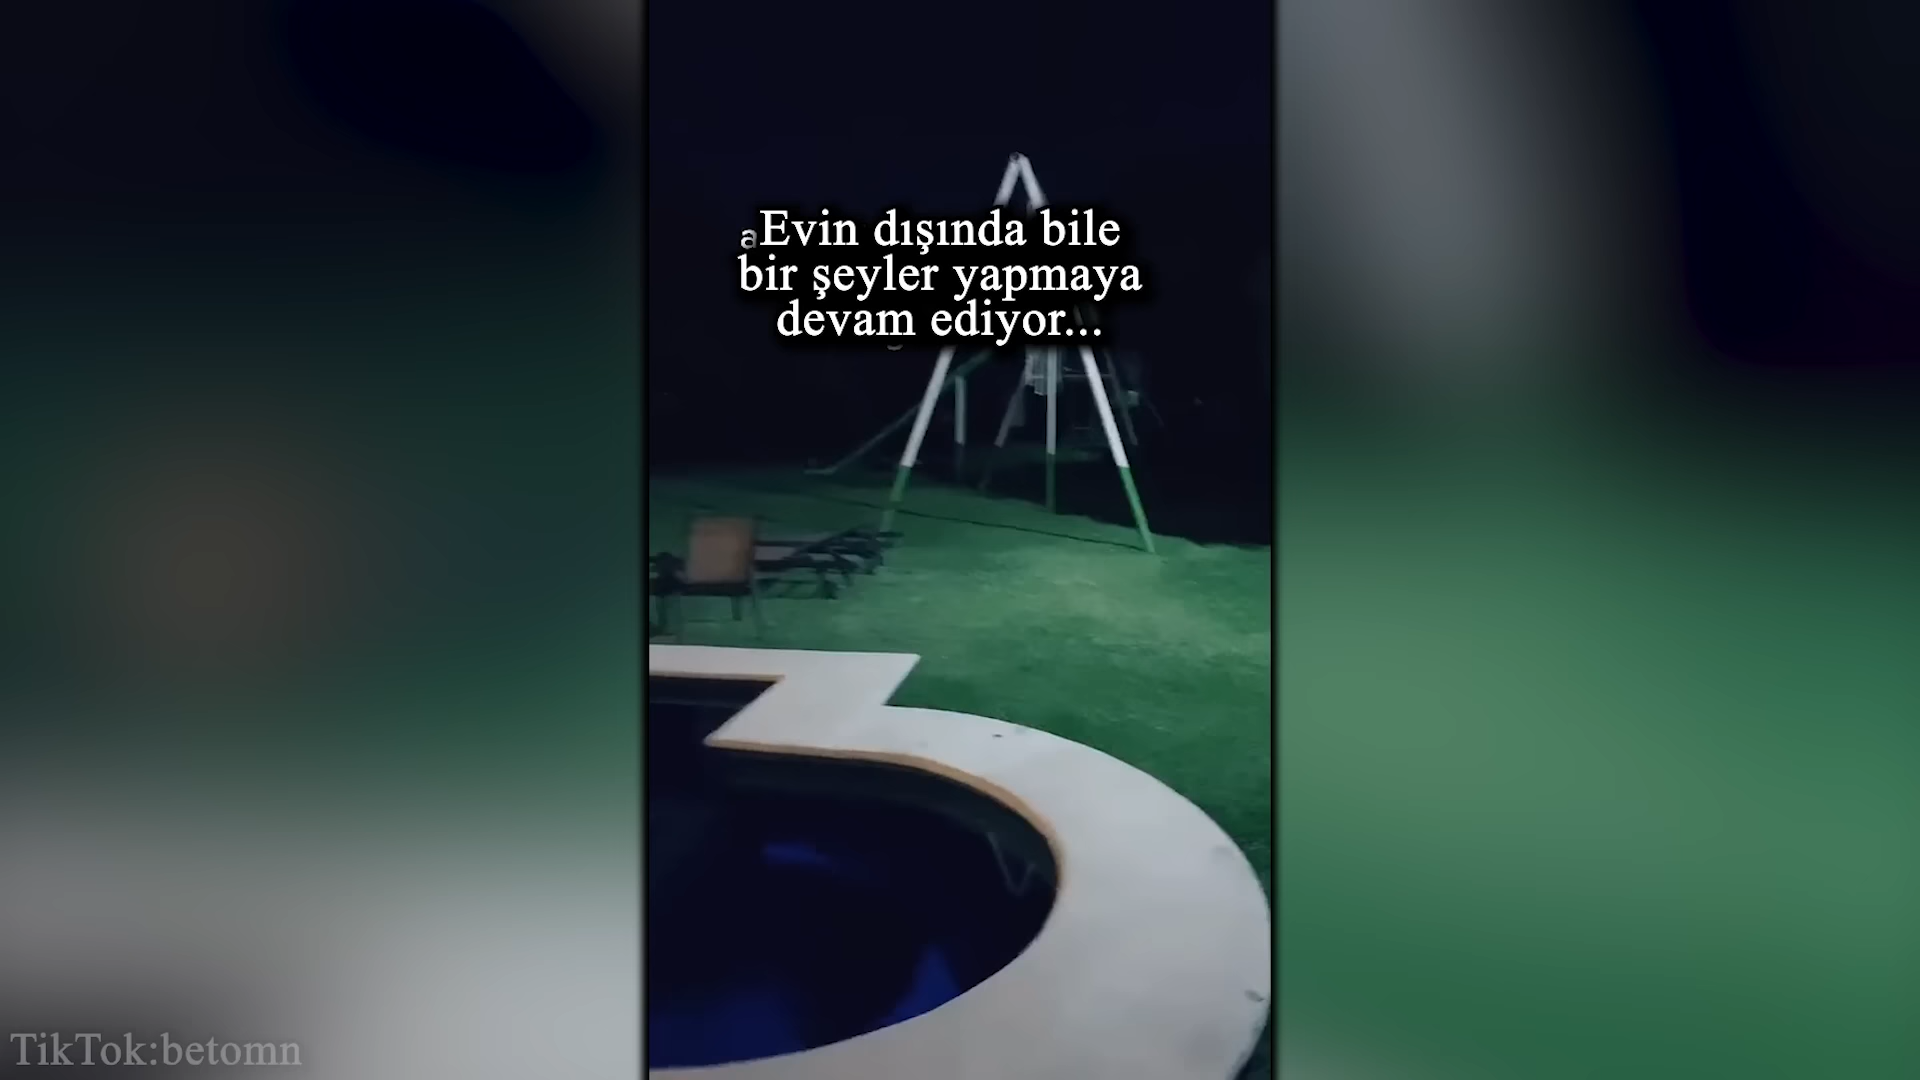 Evin dışında bile
bir şeyler yapmaya
devam ediyor...
TikTok:betomn